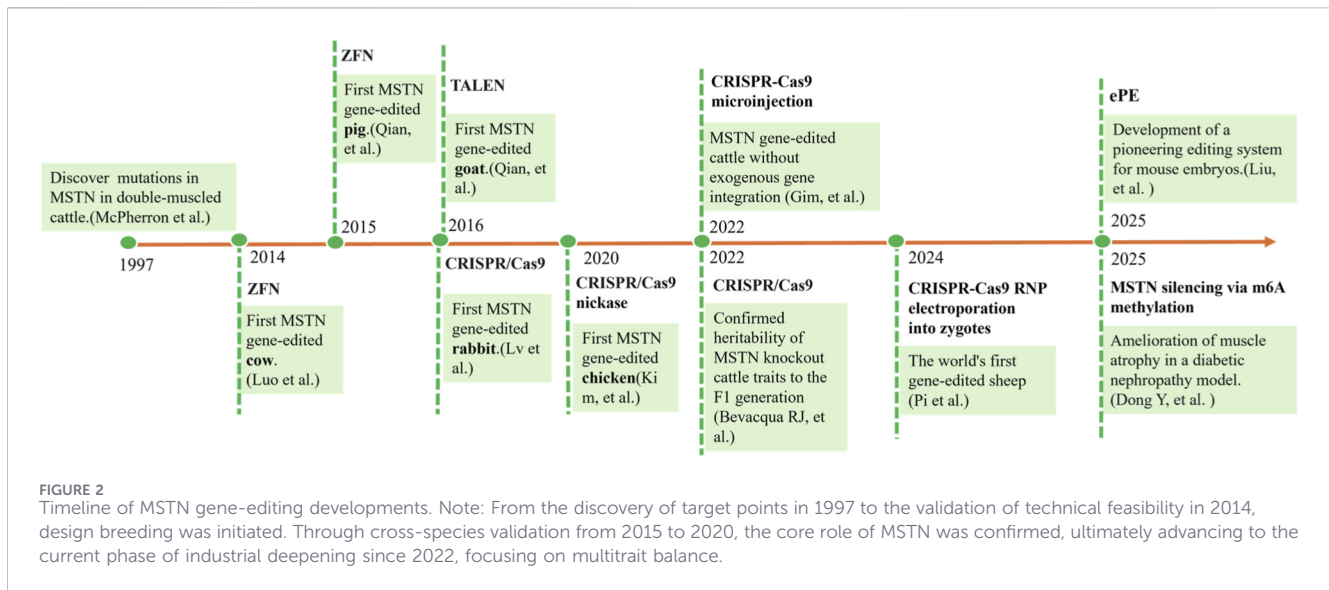 Discover mutations in
MSTN in double-muscled
cattle.(McPherron et al.)
1997
2014
ZFN
First MSTN
gene-edited
cow.
(Luo et al.)
ZFN
First MSTN
gene-edited
pig.(Qian,
et al.)
2015
TALEN
First MSTN
gene-edited
goat.(Qian, et
al.)
2016
CRISPR/Cas9
First MSTN
gene-edited
rabbit.(Lv et
al.)
2020
CRISPR/Cas9
nickase
First MSTN
gene-edited
chicken(Ki
m, et al.)
CRISPR-Cas9
microinjection
MSTN gene-edited
cattle without
exogenous gene
integration (Gim, et al.)
2022
2022
CRISPR/Cas9
Confirmed
heritability of
MSTN knockout
cattle traits to the
F1 generation
(Bevacqua RJ, et
al.)
2024
CRISPR-Cas9 RNP
electroporation
into zygotes
The world's first
gene-edited sheep
(Pi et al.)
ePE
Development of a
pioneering editing system
for mouse embryos.(Liu,
et al. )
2025
2025
MSTN silencing via m6A
methylation
Amelioration of muscle
atrophy in a diabetic
nephropathy model.
(Dong Y, et al. )
FIGURE 2
Timeline of MSTN gene-editing developments. Note: From the discovery of target points in 1997 to the validation of technical feasibility in 2014,
design breeding was initiated. Through cross-species validation from 2015 to 2020, the core role of MSTN was confirmed, ultimately advancing to the
current phase of industrial deepening since 2022, focusing on multitrait balance.